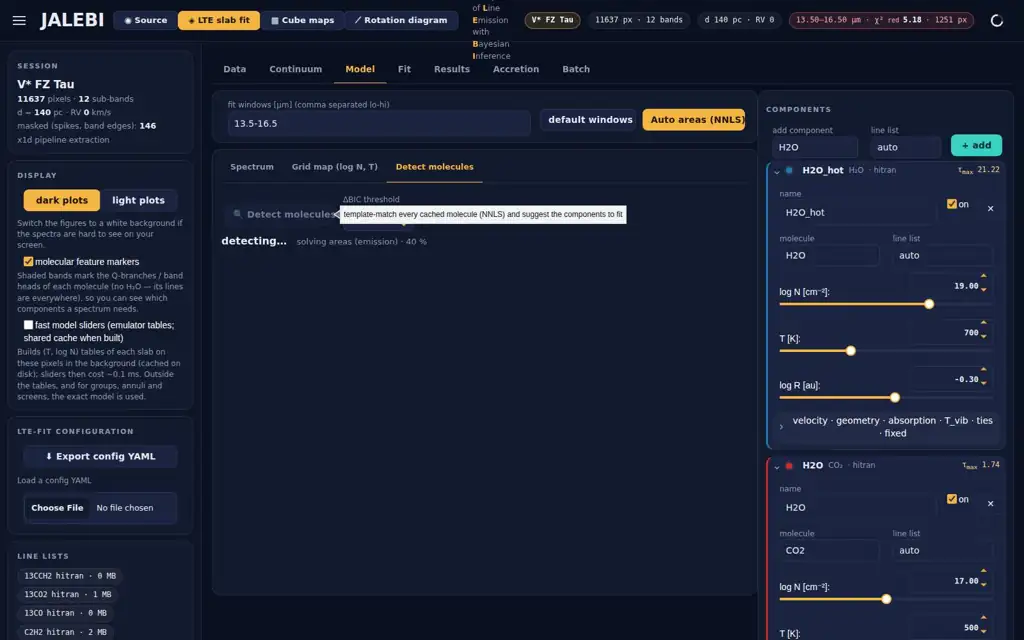 JALEBI
◉ Source
◈ LTE slab fit
▦ Cube maps
⟋ Rotation diagram
of Line
Emission
with
Bayesian
Inference
V* FZ Tau
11637 px · 12 bands
d 140 pc · RV 0
13.50–16.50 µm · χ² red 5.18 · 1251 px
SESSION
V* FZ Tau
11637 pixels · 12 sub-bands
d = 140 pc · RV 0 km/s
masked (spikes, band edges): 146
x1d pipeline extraction
DISPLAY
dark plots
light plots
Switch the figures to a white background if
the spectra are hard to see on your
screen.
molecular feature markers
Shaded bands mark the Q-branches / band
heads of each molecule (no H₂O — its lines
are everywhere). so you can see which
components a spectrum needs.
fast model sliders (emulator tables;
shared cache when built)
Builds (T, log N) tables of each slab on
these pixels in the background (cached on
disk); sliders then cost ~0.1 ms. Outside
the tables, and for groups, annuli and
screens, the exact model is used.
LTE-FIT CONFIGURATION
⬇ Export config YAML
Load a config YAML
Choose File No file chosen
LINE LISTS
13CCH2 hitran · 0 MB
13CO2 hitran · 1 MB
13CO hitran · 0 MB
C2H2 hitran · 2 MB
Data
Continuum
Model
Fit
Results
Accretion
Batch
fit windows [µm] (comma separated lo-hi)
13.5-16.5
default windows
Auto areas (NNLS)
Spectrum
Grid map (log N, T)
Detect molecules
ΔBIC threshold
🔍 Detect molecules
template-match every cached molecule (NNLS) and suggest the components to fit
detecting… solving areas (emission) · 40 %
COMPONENTS
add component
H2O
line list
auto
+ add
H2O_hot H₂O · hitran
τmax 21.22
name
H2O_hot
on
✕
molecule
H2O
line list
auto
log N [cm⁻²]:
19.00
T [K]:
700
log R [au]:
-0.30
velocity · geometry · absorption · T_vib · ties
· fixed
H2O CO₂ · hitran
τmax 1.74
name
H2O
on
✕
molecule
CO2
line list
auto
log N [cm⁻²]:
17.00
T [K]:
500